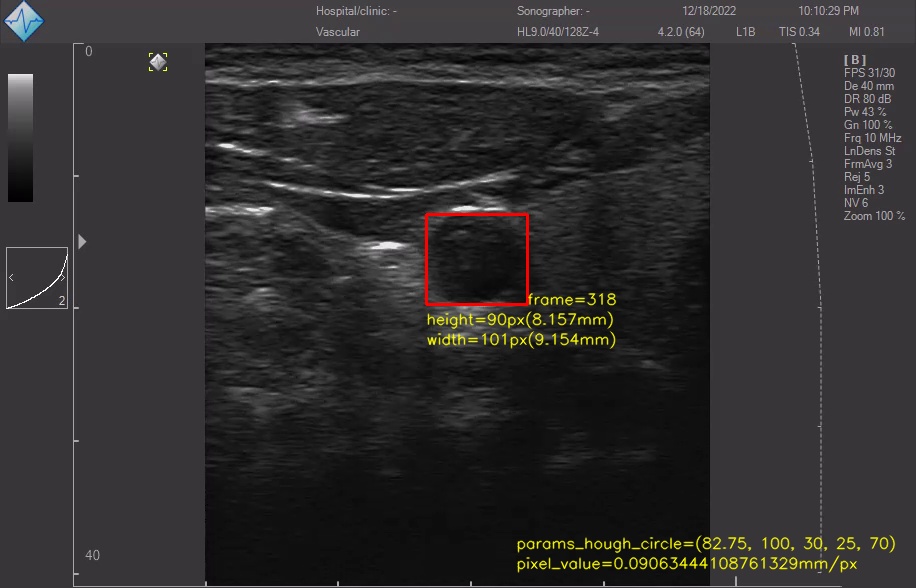 Hospital/clinic: - Sonographer: - 12/18/2022 10:10:29 PM
Vascular HL9.0/40/128Z-4 4.2.0 (64) L1B TIS 0.34 MI 0.81
0
[ B ]
FPS 31/30
De 40 mm
DR 80 dB
Pw 43 %
Gn 100 %
Frq 10 MHz
LnDens St
FrmAvg 3
Rej 5
ImEnh 3
NV 6
Zoom 100 %
2
frame=318
height=90px(8.157mm)
width=101px(9.154mm)
40
params_hough_circle=(82.75, 100, 30, 25, 70)
pixel_value=0.09063444108761329mm/px